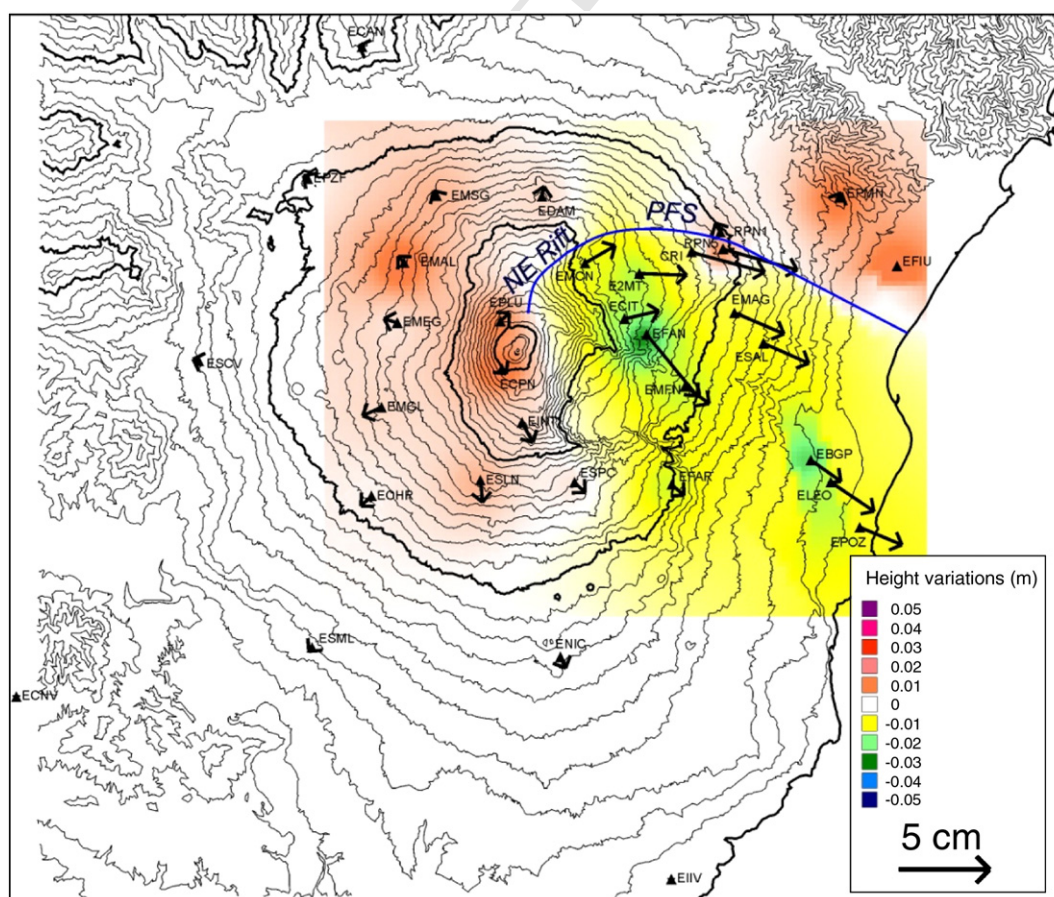 ECAN
EPZF
EMSG
EDAM
EPMN
PFS
NE Rift
RPN1
RPN5
CRI
EFIU
EMAL
EMCN
E2MT
EPLU
ECIT
EMAG
EMEG
EFAN
ESAL
ESCV
ECPN
EMFN
EMGL
EINT
EBGP
ESLN
ESPC
EFAR
ELEO
ECHR
EPOZ
ESML
ENIC
ECNV
EIIV
Height variations (m)
0.05
0.04
0.03
0.02
0.01
0
-0.01
-0.02
-0.03
-0.04
-0.05
5 cm